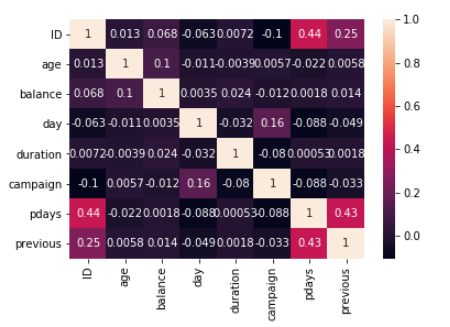 ID 1 0.013 0.068 -0.063 0.0072 -0.1 0.44 0.25
age 0.013 1 0.1 -0.011 -0.0039 0.0057 -0.022 0.0058
balance 0.068 0.1 1 0.0035 0.024 -0.012 0.0018 0.014
day -0.063 -0.011 0.0035 1 -0.032 0.16 -0.088 -0.049
duration 0.0072 -0.0039 0.024 -0.032 1 -0.08 0.00053 0.0018
campaign -0.1 0.0057 -0.012 0.16 -0.08 1 -0.088 -0.033
pdays 0.44 -0.022 0.0018 -0.088 0.00053 -0.088 1 0.43
previous 0.25 0.0058 0.014 -0.049 0.0018 -0.033 0.43 1
ID age balance day duration campaign pdays previous
1.0
0.8
0.6
0.4
0.2
0.0